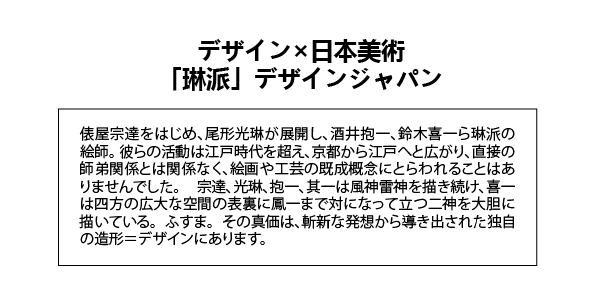 デザイン×日本美術
「琳派」デザインジャパン
俵屋宗達をはじめ、尾形光琳が展開し、酒井抱一、鈴木喜一ら琳派の
絵師。彼らの活動は江戸時代を超え、京都から江戸へと広がり、直接の
師弟関係とは関係なく、絵画や工芸の既成概念にとらわれることはあ
りませんでした。 宗達、光琳、抱一、其一は風神雷神を描き続け、喜一
は四方の広大な空間の表裏に鳳一まで対になって立つ二神を大胆に
描いている。ふすま。その真価は、斬新な発想から導き出された独自
の造形＝デザインにあります。